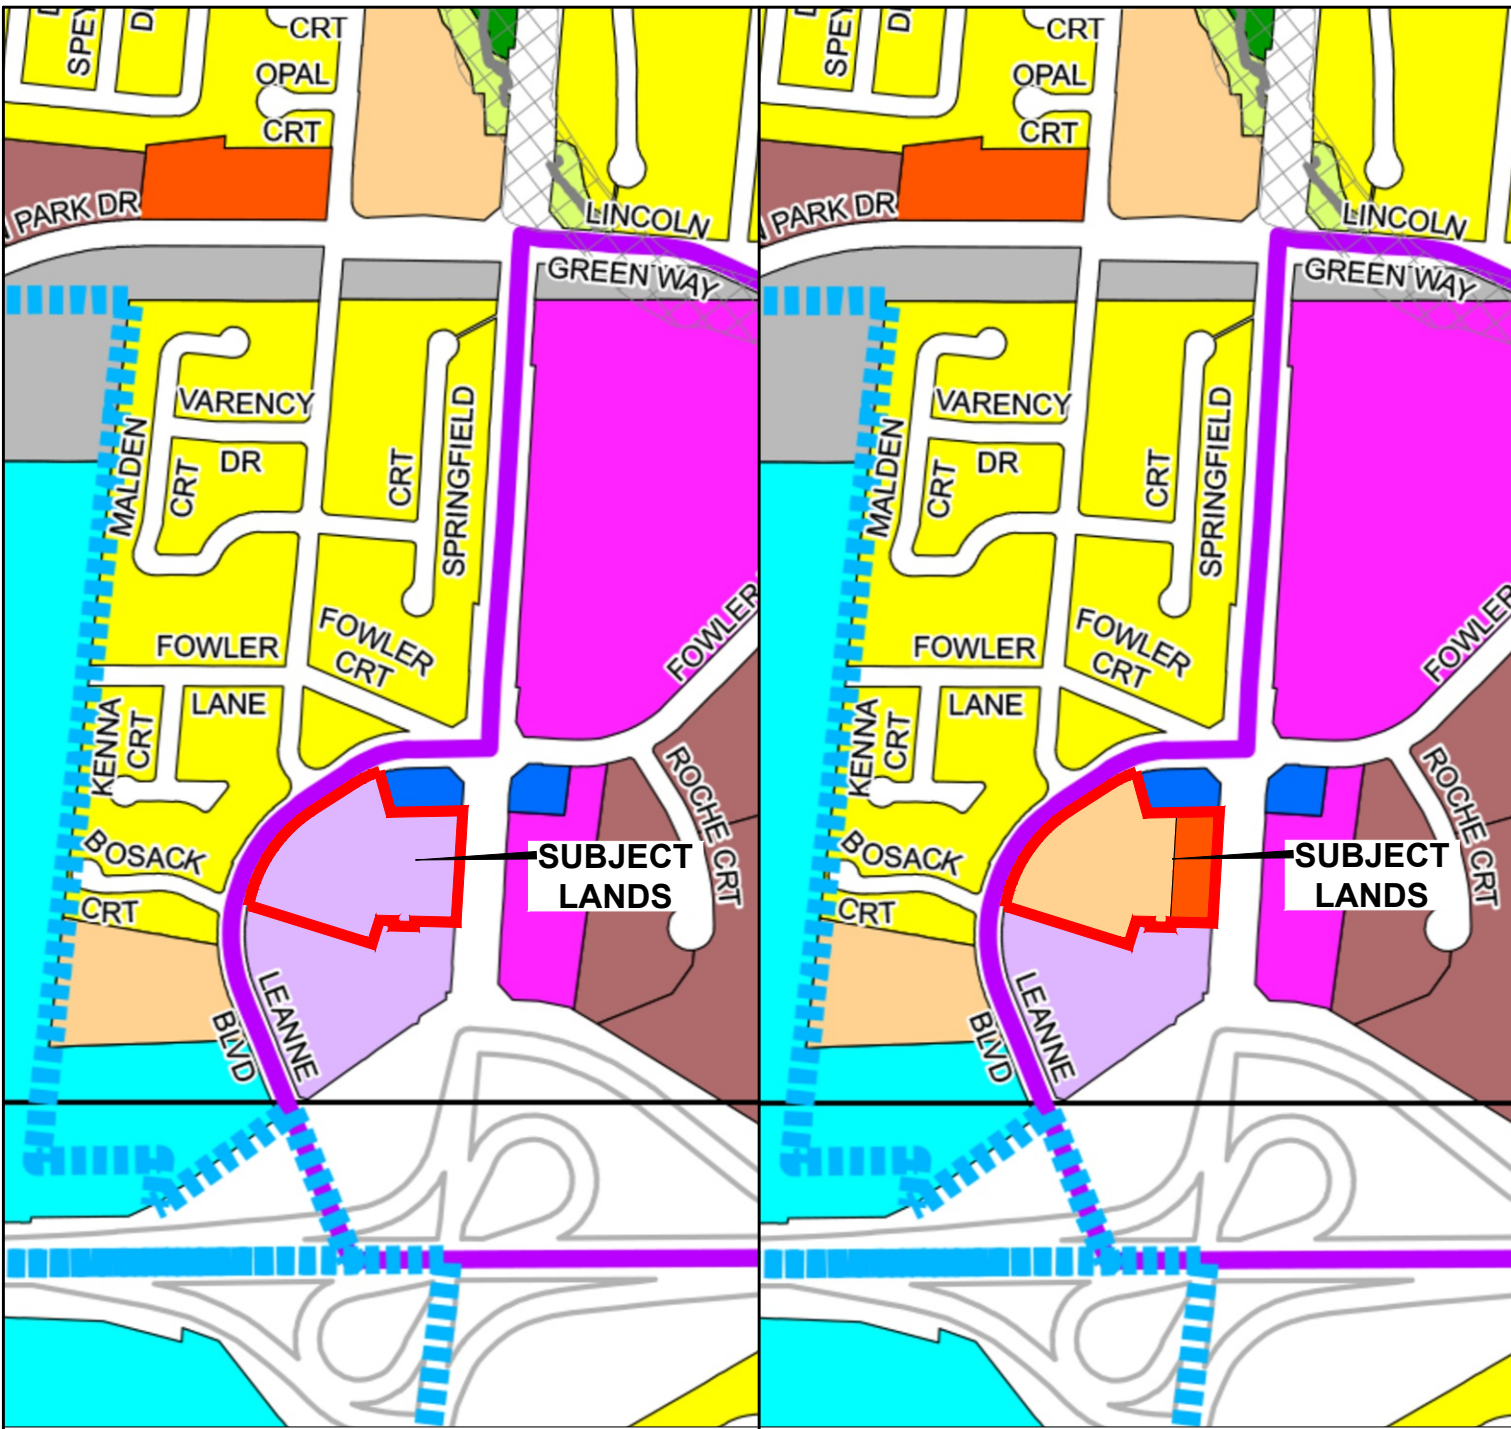 CRT
OPAL
CRT
PARK DR
LINCOLN
GREEN WAY
VARENCY
DR
MALDEN
CRT
CRT
SPRINGFIELD
FOWLER
LANE
FOWLER
CRT
FOWLER
KENNA
CRT
ROCHE CRT
BOSACK
CRT
SUBJECT
LANDS
LEANNE
BLVD
CRT
OPAL
CRT
PARK DR
LINCOLN
GREEN WAY
VARENCY
DR
MALDEN
CRT
CRT
SPRINGFIELD
FOWLER
LANE
FOWLER
CRT
FOWLER
KENNA
CRT
ROCHE CRT
BOSACK
CRT
SUBJECT
LANDS
LEANNE
BLVD